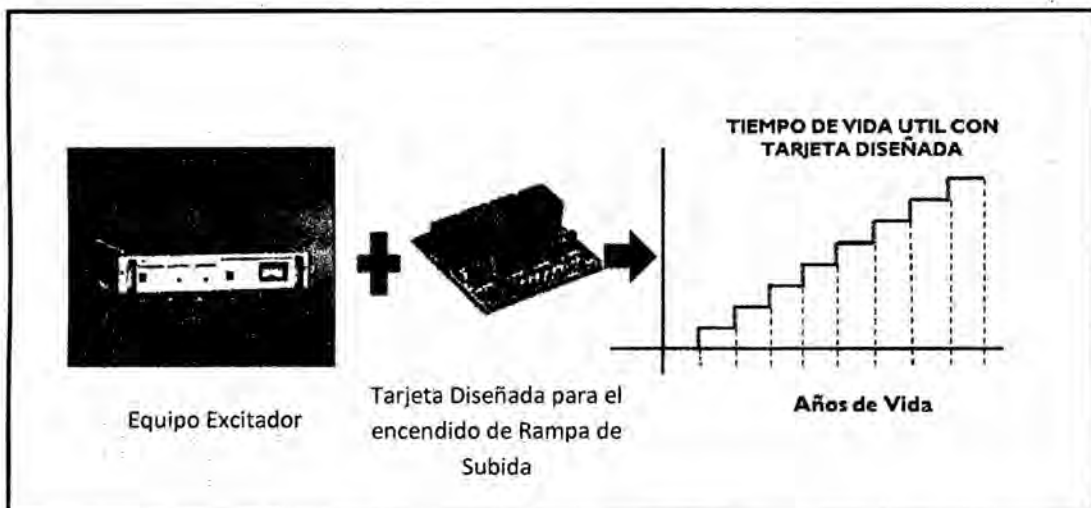 TIEMPO DE VIDA UTIL CON
TARJETA DISEÑADA
Años de Vida
Equipo Excitador
Tarjeta Diseñada para el
encendido de Rampa de
Subida